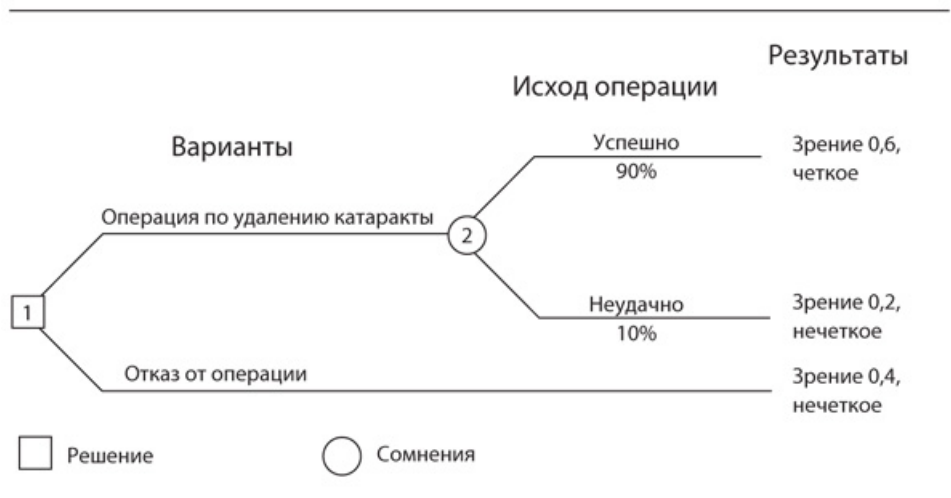 Результаты
Исход операции
Варианты
Успешно
90%
Зрение 0,6,
четкое
Операция по удалению катаракты
2
1
Неудачно
10%
Зрение 0,2,
нечеткое
Отказ от операции
Зрение 0,4,
нечеткое
Решение
Сомнения